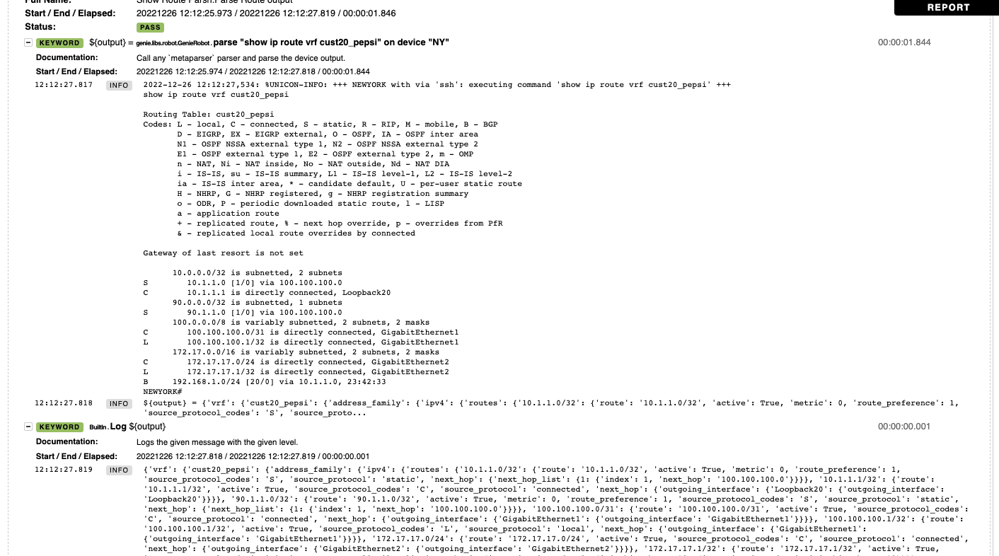 Full Name: Show Route Parsn.Parse Route output
REPORT
Start / End / Elapsed: 20221226 12:12:25.973 / 20221226 12:12:27.819 / 00:00:01.846
Status: PASS
− KEYWORD ${output} = genie.libs.robot.GenieRobot. parse "show ip route vrf cust20_pepsi" on device "NY" 00:00:01.844
Documentation: Call any `metaparser` parser and parse the device output.
Start / End / Elapsed: 20221226 12:12:25.974 / 20221226 12:12:27.818 / 00:00:01.844
12:12:27.817 INFO 2022-12-26 12:12:27,534: %UNICON-INFO: +++ NEWYORK with via 'ssh': executing command 'show ip route vrf cust20_pepsi' +++
show ip route vrf cust20_pepsi
Routing Table: cust20_pepsi
Codes: L - local, C - connected, S - static, R - RIP, M - mobile, B - BGP
D - EIGRP, EX - EIGRP external, O - OSPF, IA - OSPF inter area
N1 - OSPF NSSA external type 1, N2 - OSPF NSSA external type 2
E1 - OSPF external type 1, E2 - OSPF external type 2, m - OMP
n - NAT, Ni - NAT inside, No - NAT outside, Nd - NAT DIA
i - IS-IS, su - IS-IS summary, L1 - IS-IS level-1, L2 - IS-IS level-2
ia - IS-IS inter area, * - candidate default, U - per-user static route
H - NHRP, G - NHRP registered, g - NHRP registration summary
o - ODR, P - periodic downloaded static route, l - LISP
a - application route
+ - replicated route, % - next hop override, p - overrides from PfR
& - replicated local route overrides by connected
Gateway of last resort is not set
10.0.0.0/32 is subnetted, 2 subnets
S 10.1.1.0 [1/0] via 100.100.100.0
C 10.1.1.1 is directly connected, Loopback20
90.0.0.0/32 is subnetted, 1 subnets
S 90.1.1.0 [1/0] via 100.100.100.0
100.0.0.0/8 is variably subnetted, 2 subnets, 2 masks
C 100.100.100.0/31 is directly connected, GigabitEthernet1
L 100.100.100.1/32 is directly connected, GigabitEthernet1
172.17.0.0/16 is variably subnetted, 2 subnets, 2 masks
C 172.17.17.0/24 is directly connected, GigabitEthernet2
L 172.17.17.1/32 is directly connected, GigabitEthernet2
B 192.168.1.0/24 [20/0] via 10.1.1.0, 23:42:33
NEWYORK#
12:12:27.818 INFO ${output} = {'vrf': {'cust20_pepsi': {'address_family': {'ipv4': {'routes': {'10.1.1.0/32': {'route': '10.1.1.0/32', 'active': True, 'metric': 0, 'route_preference': 1,
'source_protocol_codes': 'S', 'source_proto...
− KEYWORD BuiltIn. Log ${output} 00:00:00.001
Documentation: Logs the given message with the given level.
Start / End / Elapsed: 20221226 12:12:27.818 / 20221226 12:12:27.819 / 00:00:00.001
12:12:27.819 INFO {'vrf': {'cust20_pepsi': {'address_family': {'ipv4': {'routes': {'10.1.1.0/32': {'route': '10.1.1.0/32', 'active': True, 'metric': 0, 'route_preference': 1,
'source_protocol_codes': 'S', 'source_protocol': 'static', 'next_hop': {'next_hop_list': {1: {'index': 1, 'next_hop': '100.100.100.0'}}}}, '10.1.1.1/32': {'route':
'10.1.1.1/32', 'active': True, 'source_protocol_codes': 'C', 'source_protocol': 'connected', 'next_hop': {'outgoing_interface': {'Loopback20': {'outgoing_interface':
'Loopback20'}}}}, '90.1.1.0/32': {'route': '90.1.1.0/32', 'active': True, 'metric': 0, 'route_preference': 1, 'source_protocol_codes': 'S', 'source_protocol': 'static',
'next_hop': {'next_hop_list': {1: {'index': 1, 'next_hop': '100.100.100.0'}}}}, '100.100.100.0/31': {'route': '100.100.100.0/31', 'active': True, 'source_protocol_codes':
'C', 'source_protocol': 'connected', 'next_hop': {'outgoing_interface': {'GigabitEthernet1': {'outgoing_interface': 'GigabitEthernet1'}}}}, '100.100.100.1/32': {'route':
'100.100.100.1/32', 'active': True, 'source_protocol_codes': 'L', 'source_protocol': 'local', 'next_hop': {'outgoing_interface': {'GigabitEthernet1':
{'outgoing_interface': 'GigabitEthernet1'}}}}, '172.17.17.0/24': {'route': '172.17.17.0/24', 'active': True, 'source_protocol_codes': 'C', 'source_protocol': 'connected',
'next_hop': {'outgoing_interface': {'GigabitEthernet2': {'outgoing_interface': 'GigabitEthernet2'}}}}, '172.17.17.1/32': {'route': '172.17.17.1/32', 'active': True,